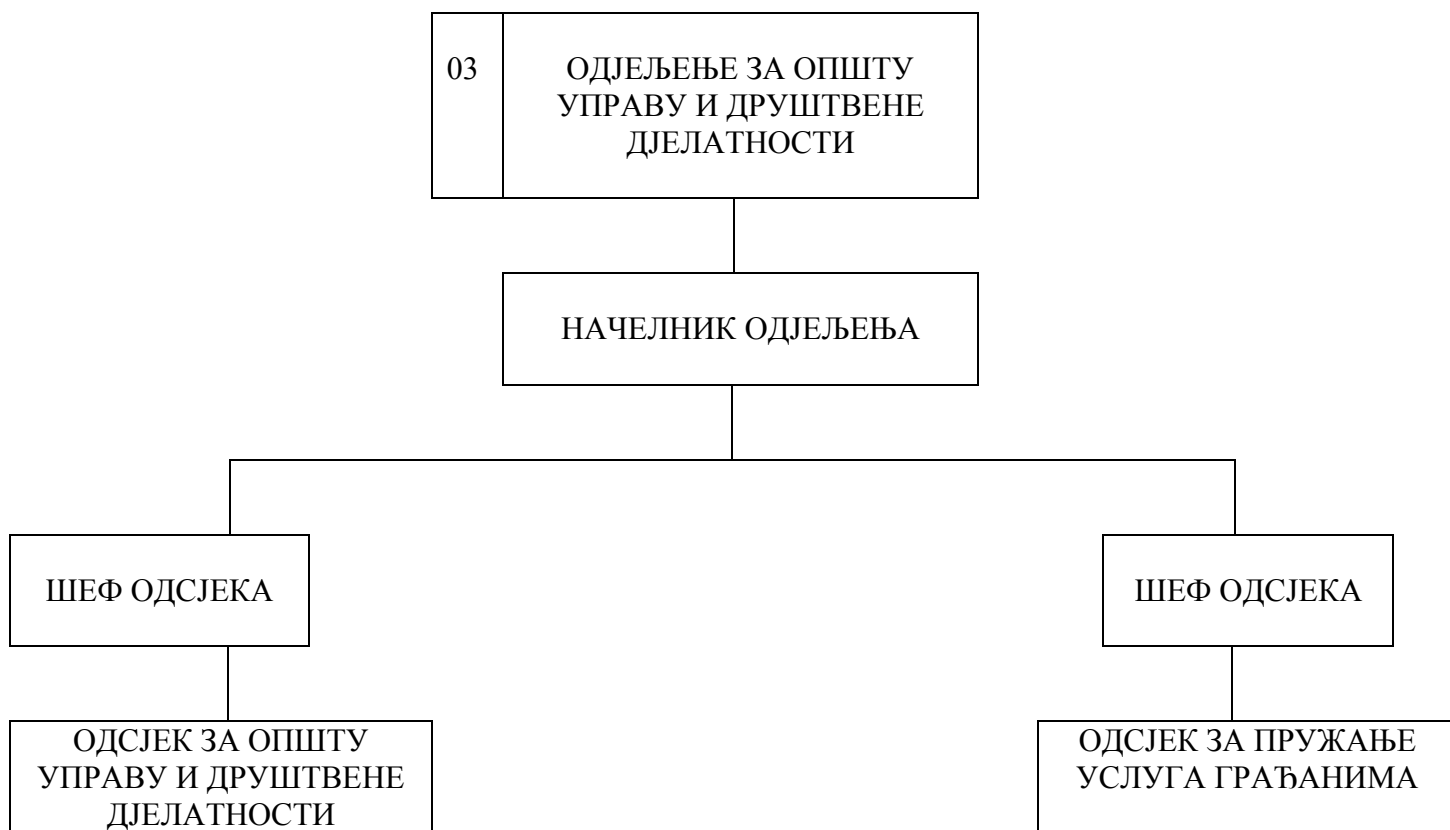 03
ОДЈЕЉЕЊЕ ЗА ОПШТУ
УПРАВУ И ДРУШТВЕНЕ
ДЈЕЛАТНОСТИ
НАЧЕЛНИК ОДЈЕЉЕЊА
ШЕФ ОДСЈЕКА
ШЕФ ОДСЈЕКА
ОДСЈЕК ЗА ОПШТУ
УПРАВУ И ДРУШТВЕНЕ
ДЈЕЛАТНОСТИ
ОДСЈЕК ЗА ПРУЖАЊЕ
УСЛУГА ГРАЂАНИМА